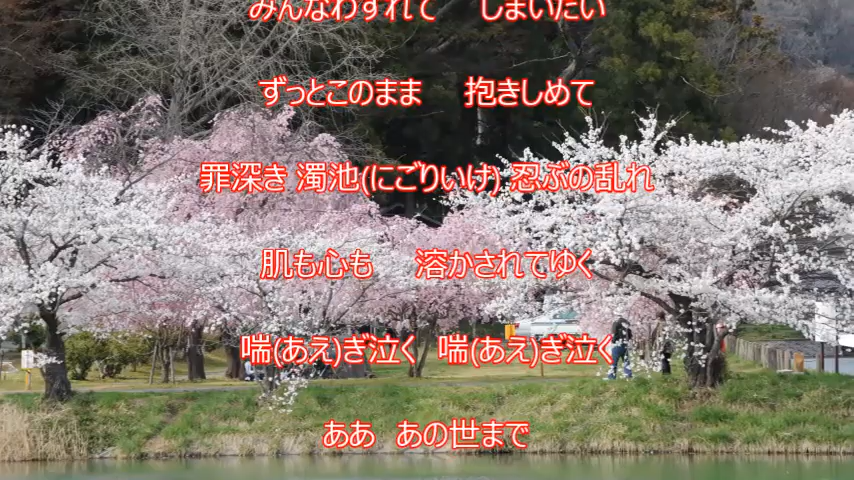 みんなわすれて　しまいたい
ずっとこのまま　抱きしめて
罪深き 濁池(にごりいけ) 忍ぶの乱れ
肌も心も　溶かされてゆく
喘(あえ)ぎ泣く　喘(あえ)ぎ泣く
ああ　あの世まで